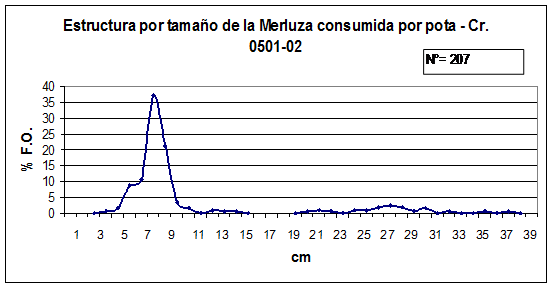 Estructura por tamaño de la Merluza consumida por pota - Cr.
0501-02
Nº= 207
% F.O.
40
35
30
25
20
15
10
5
0
1 3 5 7 9 11 13 15 17 19 21 23 25 27 29 31 33 35 37 39
cm